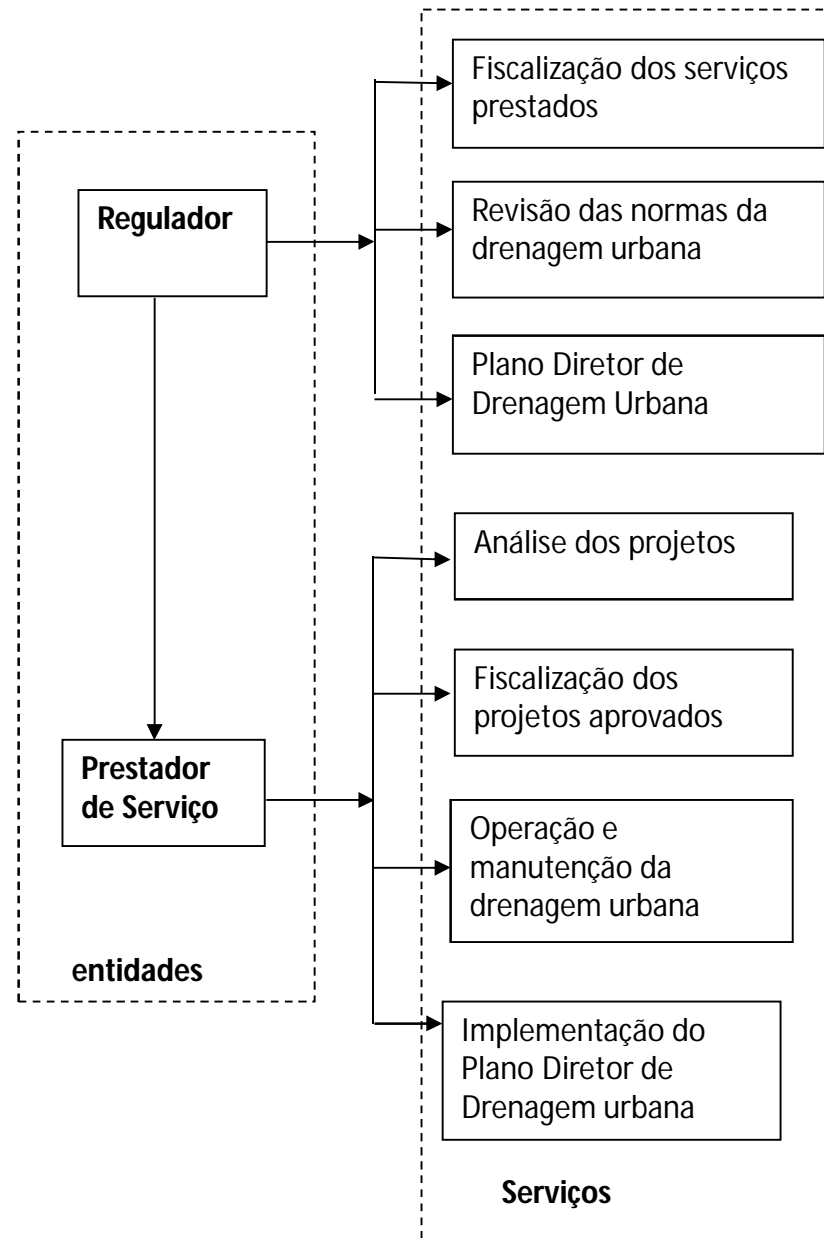 Regulador
Fiscalização dos serviços
prestados
Revisão das normas da
drenagem urbana
Plano Diretor de
Drenagem Urbana
Prestador
de Serviço
Análise dos projetos
Fiscalização dos
projetos aprovados
Operação e
manutenção da
drenagem urbana
Implementação do
Plano Diretor de
Drenagem urbana
entidades
Serviços